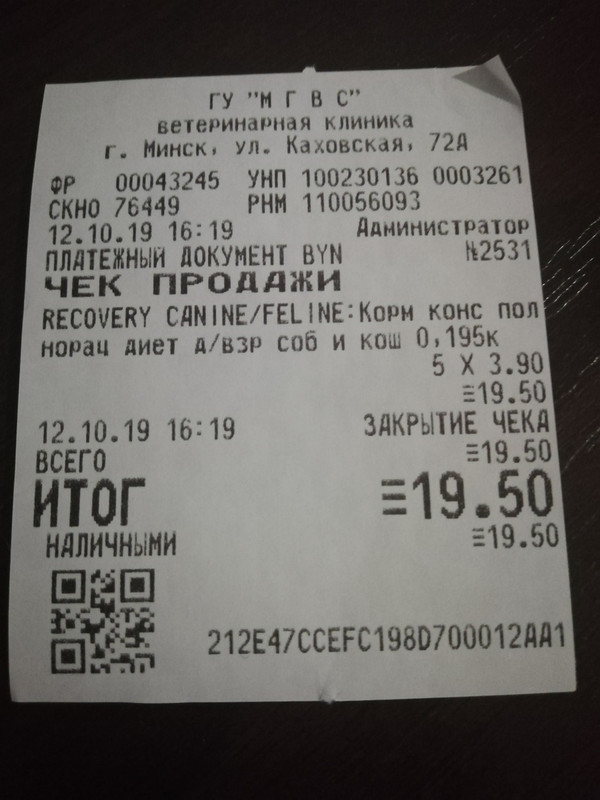 ГУ "М Г В С"
ветеринарная клиника
г. Минск, ул. Каховская, 72А
ФР 00043245 УНП 100230136 0003261
СКНО 76449 РНМ 110056093
12.10.19 16:19 Администратор
ПЛАТЕЖНЫЙ ДОКУМЕНТ BYN №2531
ЧЕК ПРОДАЖИ
RECOVERY CANINE/FELINE:Корм конс пол
норац диет д/взр соб и кош 0,195к
5 X 3.90
≡19.50
12.10.19 16:19 ЗАКРЫТИЕ ЧЕКА
ВСЕГО ≡19.50
ИТОГ ≡19.50
НАЛИЧНЫМИ ≡19.50
212E47CCEFC198D700012AA1